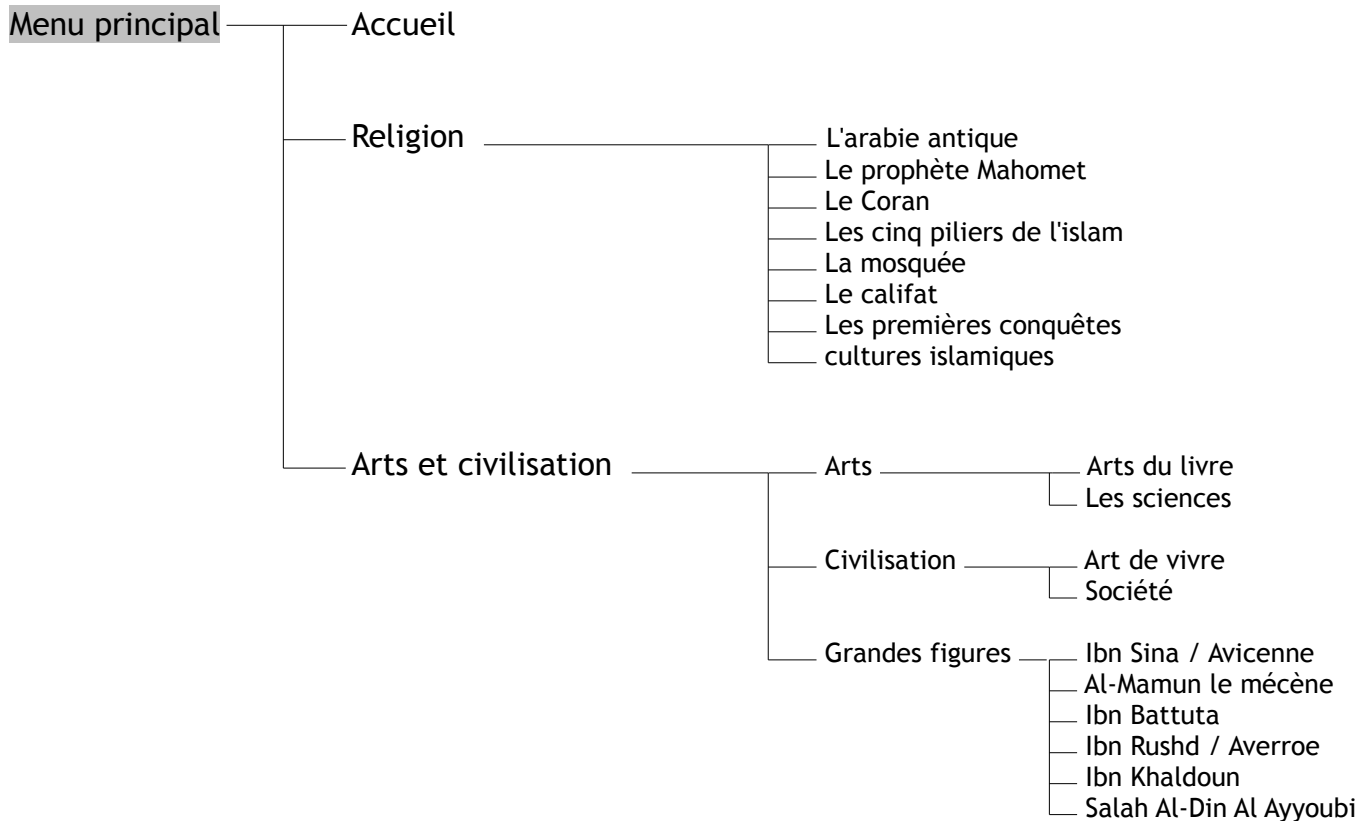 Menu principal
Accueil
Religion
L'arabie antique
Le prophète Mahomet
Le Coran
Les cinq piliers de l'islam
La mosquée
Le califat
Les premières conquêtes
cultures islamiques
Arts et civilisation
Arts
Arts du livre
Les sciences
Civilisation
Art de vivre
Société
Grandes figures
Ibn Sina / Avicenne
Al-Mamun le mécène
Ibn Battuta
Ibn Rushd / Averroe
Ibn Khaldoun
Salah Al-Din Al Ayyoubi